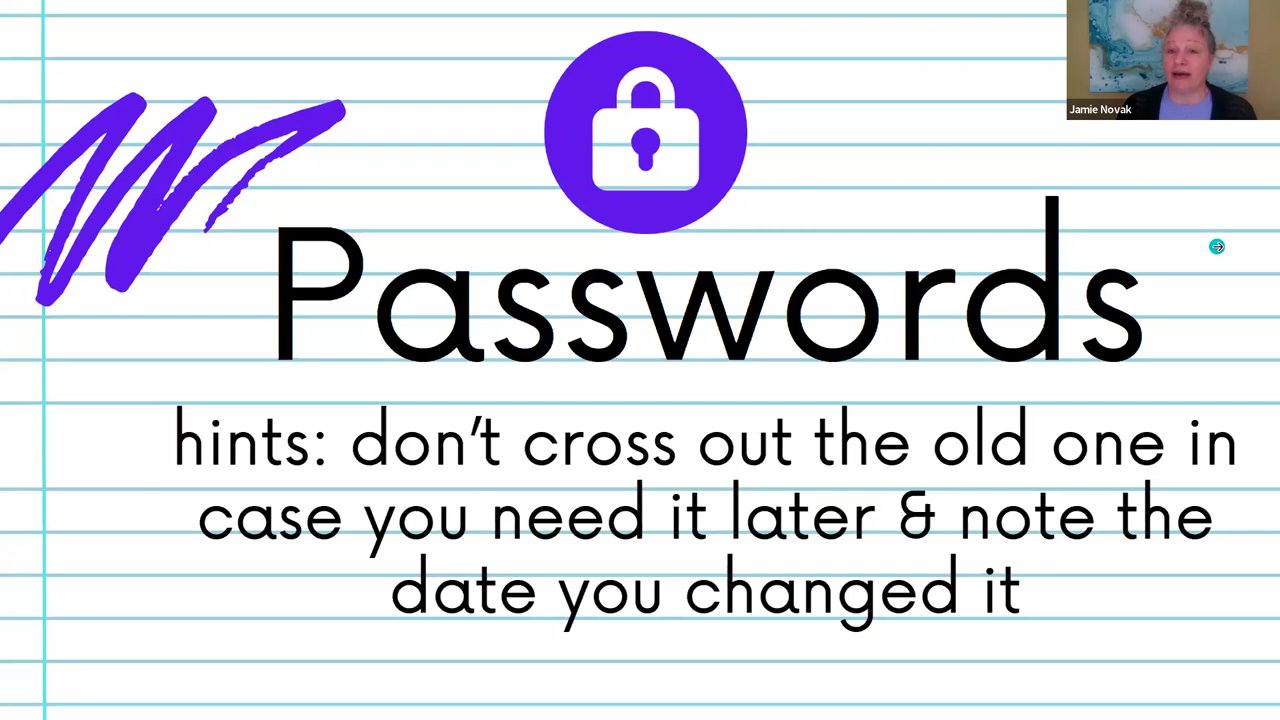 Jamie Novak
Passwords
hints: don't cross out the old one in
case you need it later & note the
date you changed it